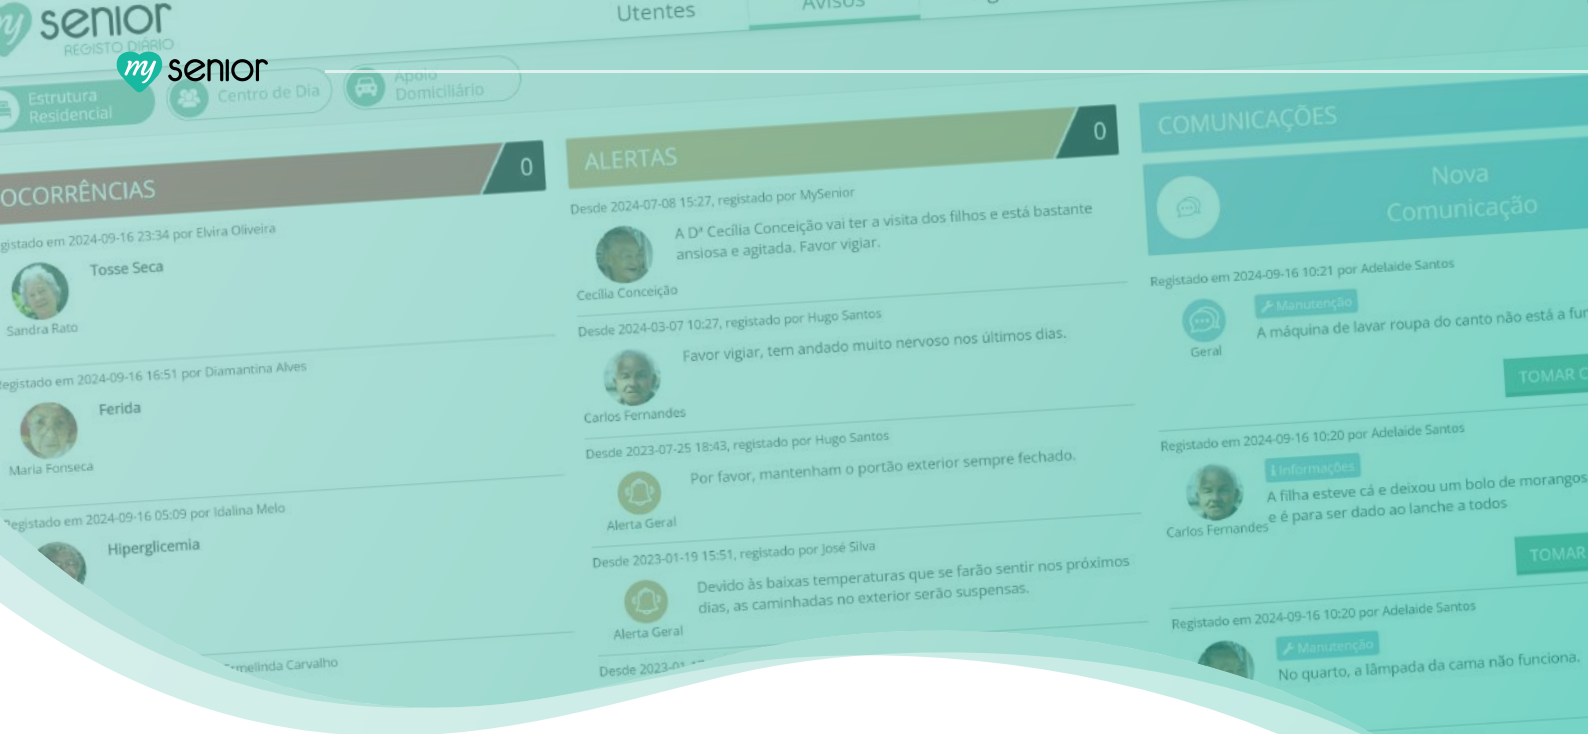 my senior
REGISTO DIÁRIO
Utentes
Avisos
my senior
Estrutura
Residencial
Centro de Dia
Apoio
Domiciliário
OCORRÊNCIAS
0
gistado em 2024-09-16 23:34 por Elvira Oliveira
Tosse Seca
Sandra Rato
Registado em 2024-09-16 16:51 por Diamantina Alves
Ferida
Maria Fonseca
Registado em 2024-09-16 05:09 por Idalina Melo
Hiperglicemia
Ermelinda Carvalho
ALERTAS
0
Desde 2024-07-08 15:27, registado por MySenior
A Dª Cecília Conceição vai ter a visita dos filhos e está bastante
ansiosa e agitada. Favor vigiar.
Cecília Conceição
Desde 2024-03-07 10:27, registado por Hugo Santos
Favor vigiar, tem andado muito nervoso nos últimos dias.
Carlos Fernandes
Desde 2023-07-25 18:43, registado por Hugo Santos
Por favor, mantenham o portão exterior sempre fechado.
Alerta Geral
Desde 2023-01-19 15:51, registado por José Silva
Devido às baixas temperaturas que se farão sentir nos próximos
dias, as caminhadas no exterior serão suspensas.
Alerta Geral
Desde 2023-01-
COMUNICAÇÕES
Nova
Comunicação
Registado em 2024-09-16 10:21 por Adelaide Santos
Manutenção
A máquina de lavar roupa do canto não está a fun
Geral
TOMAR C
Registado em 2024-09-16 10:20 por Adelaide Santos
Informações
A filha esteve cá e deixou um bolo de morangos
e é para ser dado ao lanche a todos
Carlos Fernandes
TOMAR
Registado em 2024-09-16 10:20 por Adelaide Santos
Manutenção
No quarto, a lâmpada da cama não funciona.